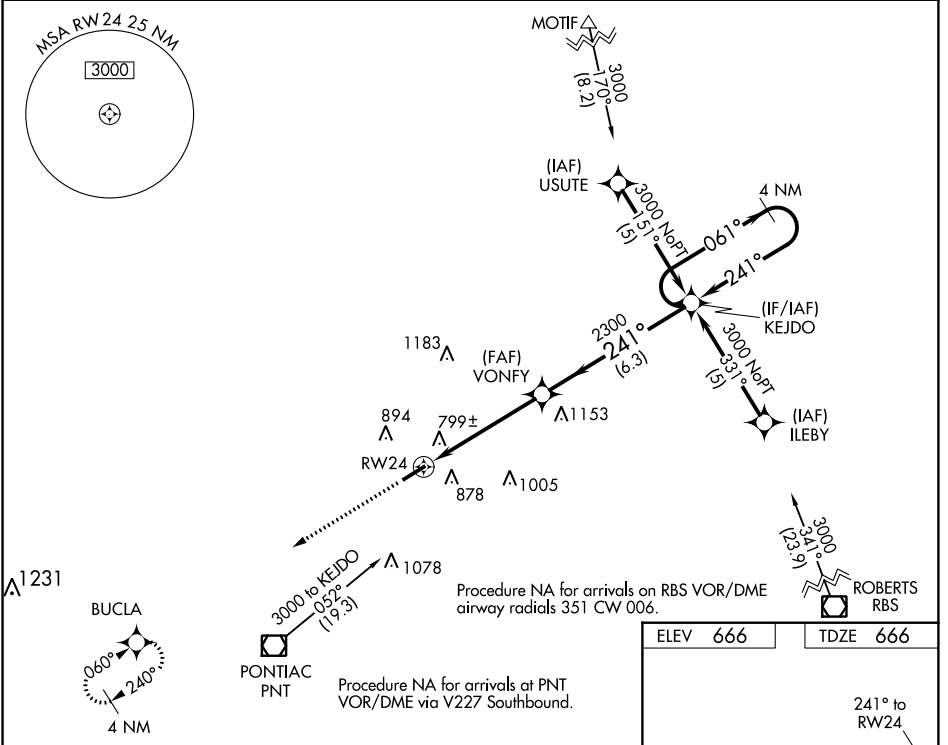 MSA RW24 25 NM
3000
MOTIF
3000
170°
(8.2)
(IAF)
USUTE
3000 NoPT
151°
(5)
4 NM
061°
241°
(IF/IAF)
KEJDO
2300
241°
(6.3)
3000 NoPT
331°
(5)
(IAF)
ILEBY
1183
(FAF)
VONFY
1153
894
799±
RW24
878
1005
3000
341°
(23.9)
ROBERTS
RBS
1078
3000 to KEJDO
052°
(19.3)
PONTIAC
PNT
1231
BUCLA
060°
240°
4 NM
Procedure NA for arrivals on RBS VOR/DME
airway radials 351 CW 006.
Procedure NA for arrivals at PNT
VOR/DME via V227 Southbound.
ELEV 666
TDZE 666
241° to
RW24